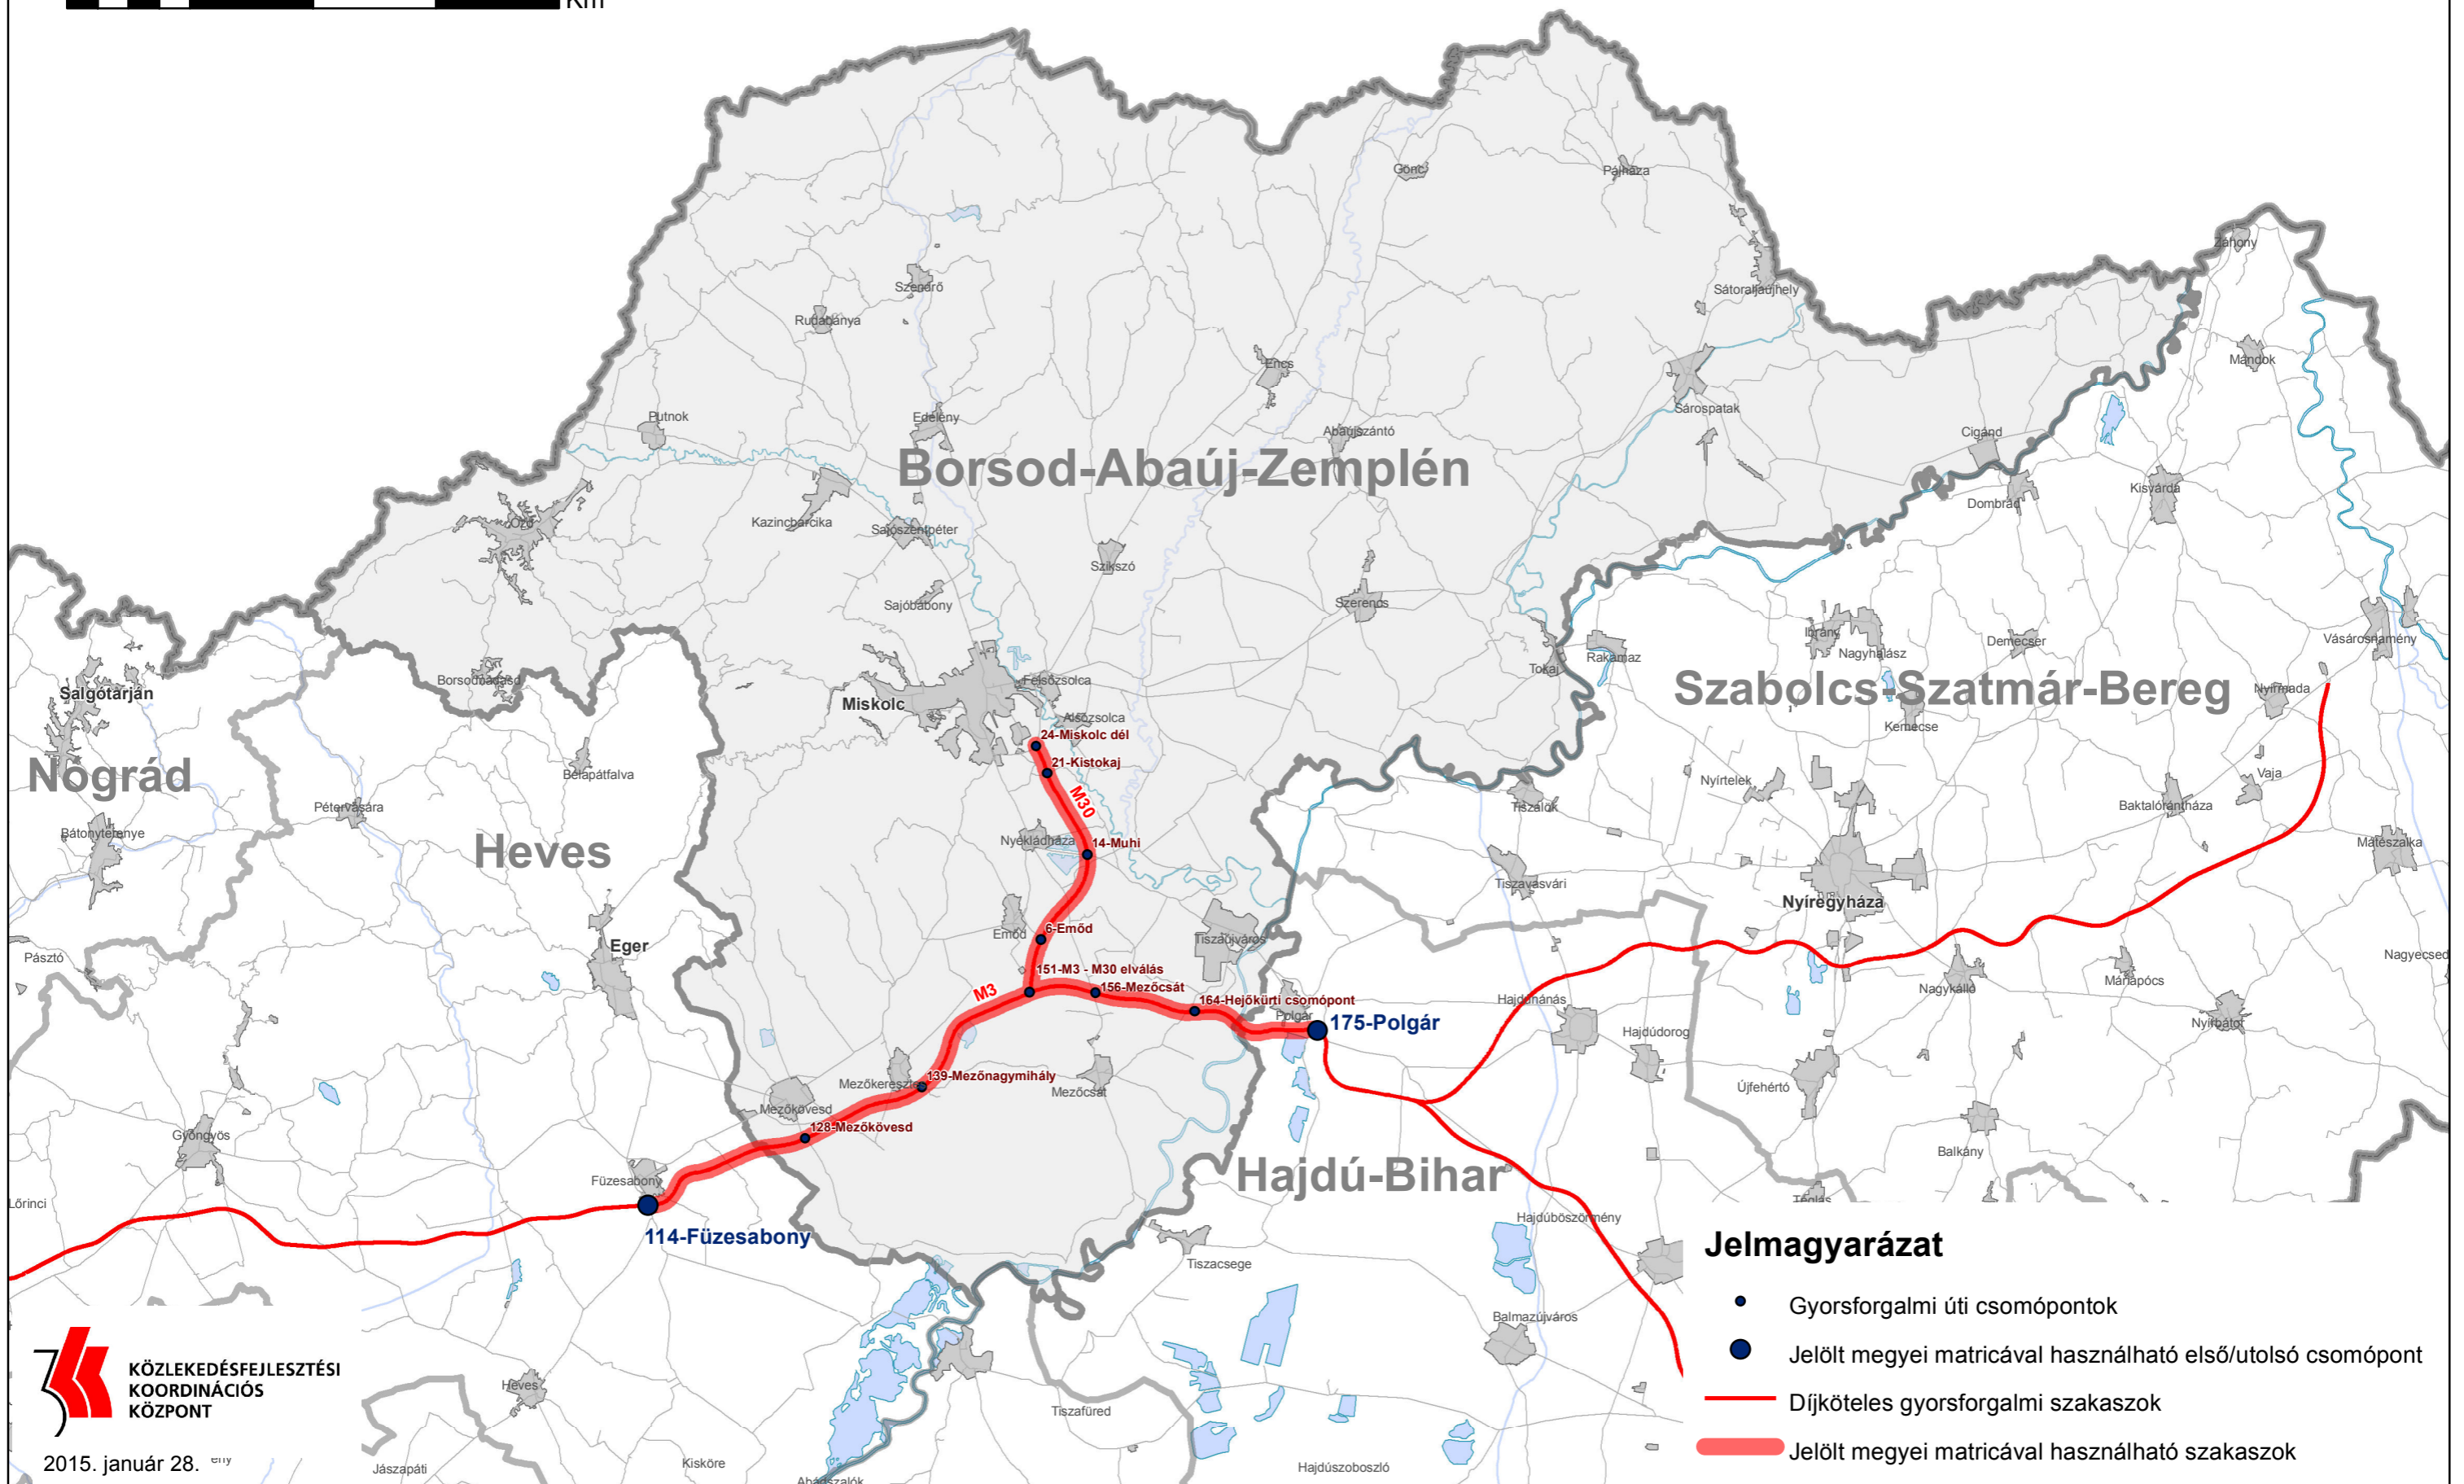 Km
Gönc
Pálháza
Záhony
Szendrő
Sátoraljaújhely
Rudabánya
Mándok
Encs
Putnok
Edelény
Sárospatak
Abaújszántó
Cigánd
Borsod-Abaúj-Zemplén
Kisvárda
Dombrád
Ózd
Kazincbarcika
Sajószentpéter
Szikszó
Sajóbábony
Szerencs
Ibrány
Demecser
Vásárosnamény
Nagyhalász
Rakamaz
Tokaj
Borsodnádasd
Felsőzsolca
Szabolcs-Szatmár-Bereg
Nyírmada
Salgótarján
Miskolc
Alsózsolca
Kemecse
24-Miskolc dél
21-Kistokaj
Nógrád
Bélapátfalva
Nyírtelek
Vaja
M30
Pétervására
Tiszalök
Baktalórántháza
Bátonyterenye
Nyékládháza
14-Muhi
Mátészalka
Heves
Tiszavasvári
Nyíregyháza
6-Emőd
Emőd
Tiszaújváros
Eger
Pásztó
Nagyecsed
151-M3 - M30 elválás
Máriapócs
156-Mezőcsát
Nagykálló
M3
164-Hejőkürti csomópont
Hajdúnánás
Polgár
175-Polgár
Nyírbátor
Hajdúdorog
139-Mezőnagymihály
Mezőkeresztes
Mezőcsát
Újfehértó
Mezőkövesd
128-Mezőkövesd
Gyöngyös
Balkány
Füzesabony
Hajdú-Bihar
Lőrinci
Téglás
Hajdúböszörmény
114-Füzesabony
Jelmagyarázat
Tiszacsege
Gyorsforgalmi úti csomópontok
Balmazújváros
Jelölt megyei matricával használható első/utolsó csomópont
KÖZLEKEDÉSFEJLESZTÉSI
KOORDINÁCIÓS
KÖZPONT
Heves
Díjköteles gyorsforgalmi szakaszok
Tiszafüred
Jelölt megyei matricával használható szakaszok
2015. január 28.
Jászapáti
Kisköre
Hajdúszoboszló
Abádszalók